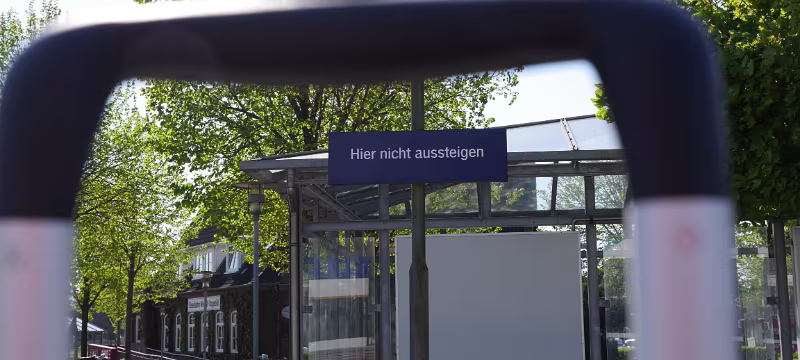 Hier nicht aussteigen